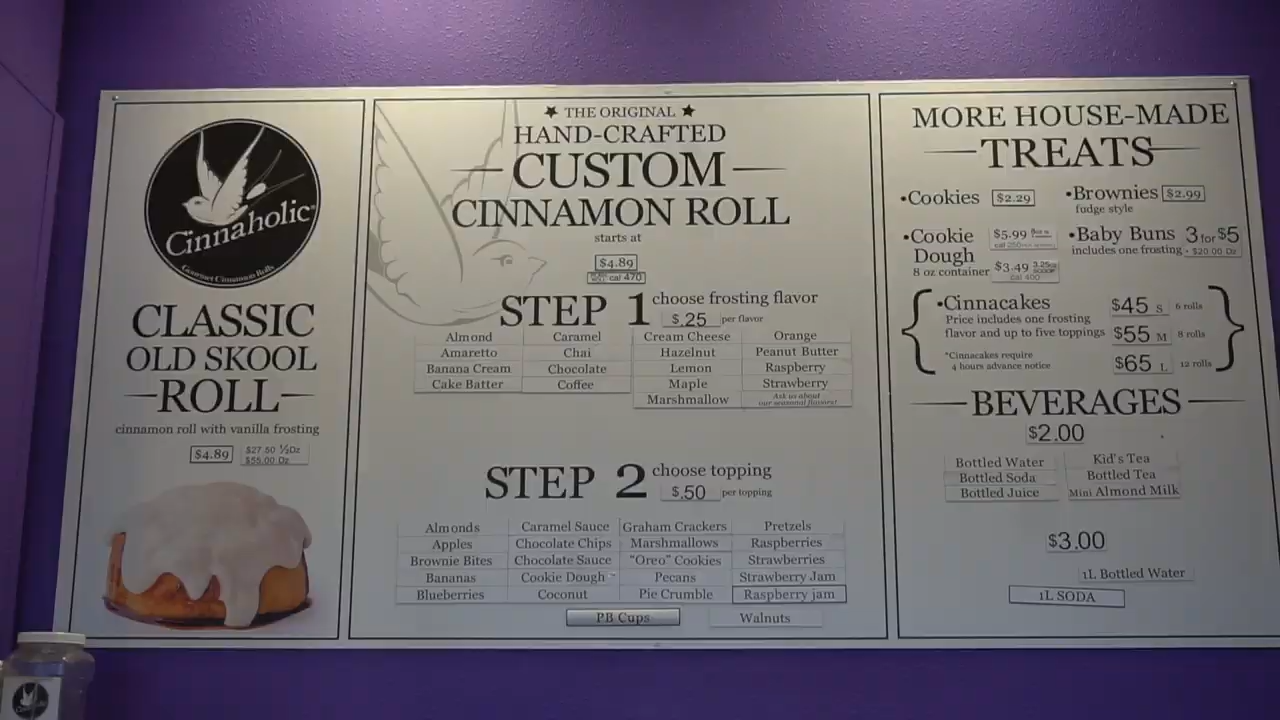 Cinnaholic®
Gourmet Cinnamon Rolls
CLASSIC
OLD SKOOL
ROLL
cinnamon roll with vanilla frosting
$4.89
$27.50 ½Dz
$55.00 Dz
THE ORIGINAL
HAND-CRAFTED
CUSTOM
CINNAMON ROLL
starts at
$4.89
cal 470
STEP 1 choose frosting flavor
$.25 per flavor
Almond Caramel Cream Cheese Orange
Amaretto Chai Hazelnut Peanut Butter
Banana Cream Chocolate Lemon Raspberry
Cake Batter Coffee Maple Strawberry
Marshmallow Ask us about
our seasonal flavors!
STEP 2 choose topping
$.50 per topping
Almonds Caramel Sauce Graham Crackers Pretzels
Apples Chocolate Chips Marshmallows Raspberries
Brownie Bites Chocolate Sauce "Oreo" Cookies Strawberries
Bananas Cookie Dough Pecans Strawberry Jam
Blueberries Coconut Pie Crumble Raspberry jam
PB Cups Walnuts
MORE HOUSE-MADE
TREATS
•Cookies $2.29
•Brownies $2.99
fudge style
•Cookie
Dough
8 oz container
$5.99
cal 250
$3.49 3.25oz
SCOOP
cal 400
•Baby Buns 3 for $5
includes one frosting - $20.00 Dz
•Cinnacakes
Price includes one frosting
flavor and up to five toppings
*Cinnacakes require
4 hours advance notice
$45 S 6 rolls
$55 M 8 rolls
$65 L 12 rolls
BEVERAGES
$2.00
Bottled Water Kid's Tea
Bottled Soda Bottled Tea
Bottled Juice Mini Almond Milk
$3.00
1L Bottled Water
1L SODA